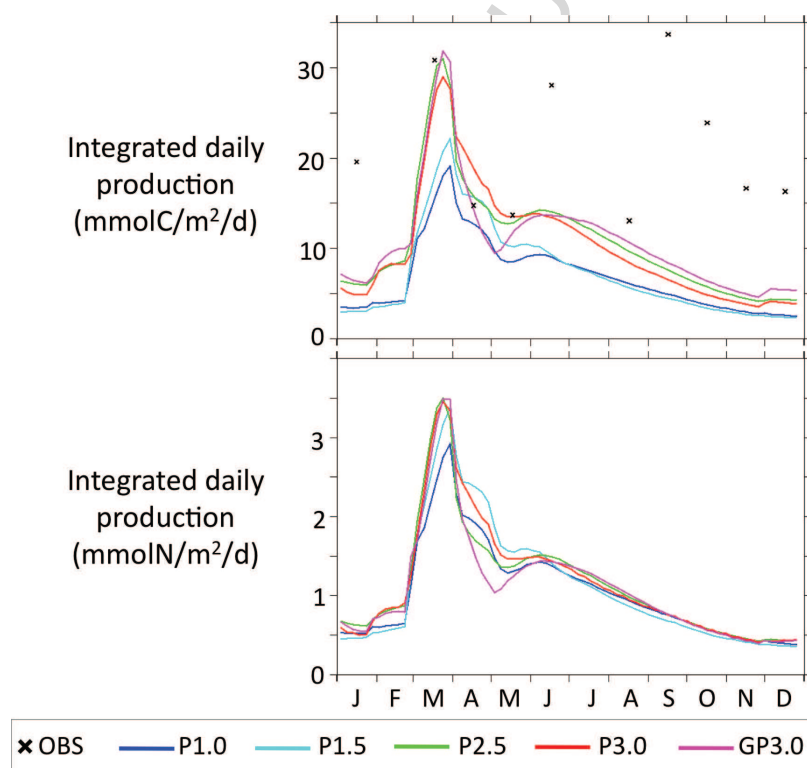 30
Integrated daily
production
(mmolC/m²/d)
20
10
0
Integrated daily
production
(mmolN/m²/d)
3
2
1
0
J F M A M J J A S O N D
× OBS P1.0 P1.5 P2.5 P3.0 GP3.0